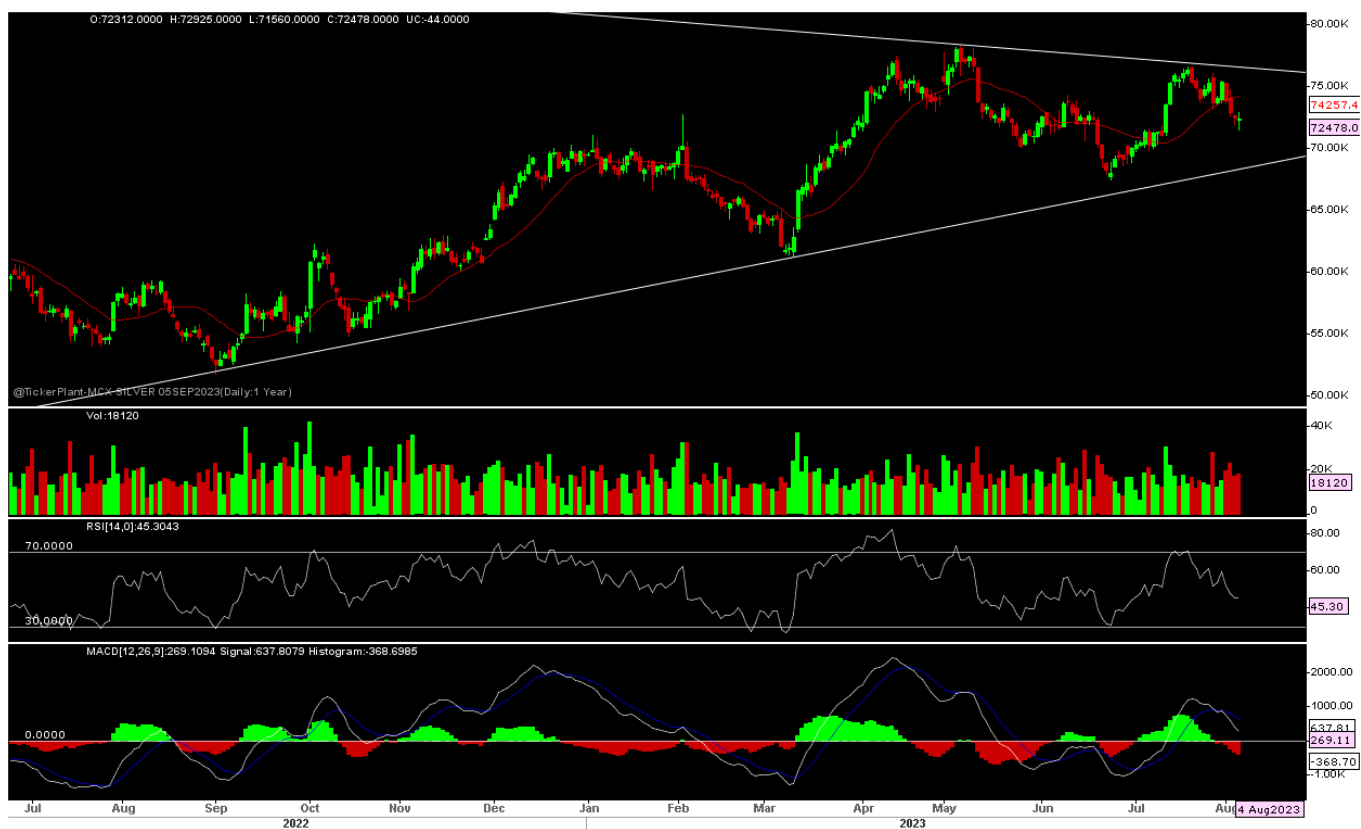 O:72312.0000 H:72925.0000 L:71560.0000 C:72478.0000 UC:-44.0000
80.00K
75.00K
74257.4
72478.0
70.00K
65.00K
60.00K
55.00K
50.00K
@TickerPlant-MCX SILVER 05SEP2023(Daily:1 Year)
Vol:18120
40K
20K
18120
0
RSI[14,0]:45.3043
80.00
70.0000
60.00
45.30
30.0000
MACD[12,26,9]:269.1094 Signal:637.8079 Histogram:-368.6985
2000.00
1000.00
637.81
0.0000
269.11
-368.70
-1.00K
Jul Aug Sep Oct Nov Dec Jan Feb Mar Apr May Jun Jul Aug 4 Aug2023
2022 2023